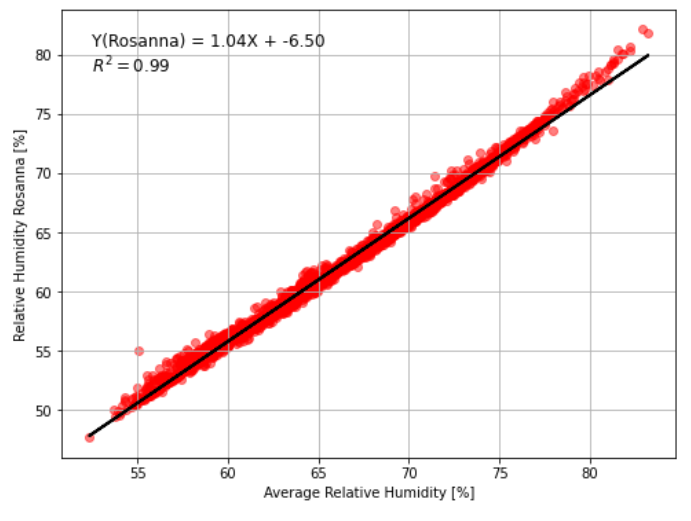 Y(Rosanna) = 1.04X + -6.50
R² = 0.99
Relative Humidity Rosanna [%]
80
75
70
65
60
55
50
55 60 65 70 75 80
Average Relative Humidity [%]